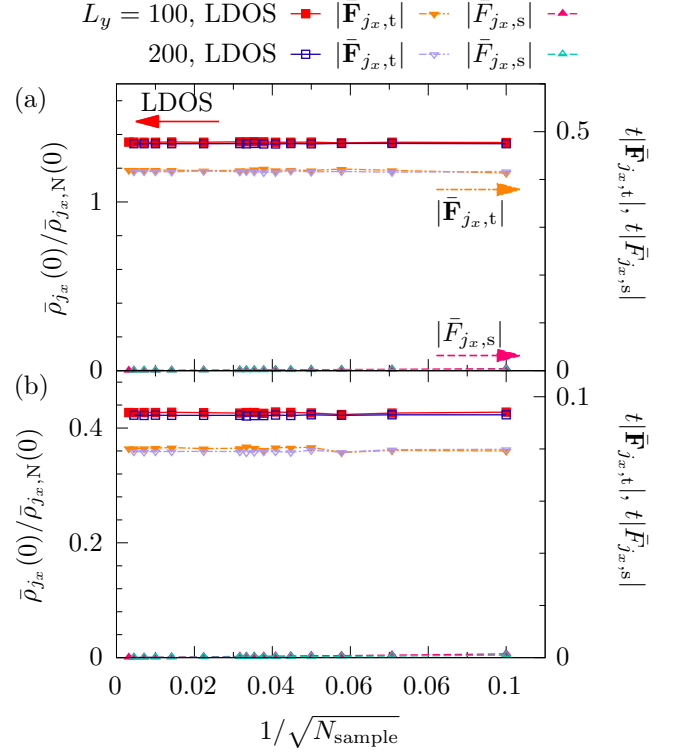 L_y = 100, LDOS |F̄_{j_x,t}| |F̄_{j_x,s}|
200, LDOS |F̄_{j_x,t}| |F̄_{j_x,s}|
(a)
LDOS
|F̄_{j_x,t}|
|F̄_{j_x,s}|
ρ̄_{j_x}(0)/ρ̄_{j_x,N}(0)
1
0
0.5
0
t|F̄_{j_x,t}|, t|F̄_{j_x,s}|
(b)
ρ̄_{j_x}(0)/ρ̄_{j_x,N}(0)
0.4
0.2
0
0.1
0
t|F̄_{j_x,t}|, t|F̄_{j_x,s}|
0 0.02 0.04 0.06 0.08 0.1
1/√N_sample